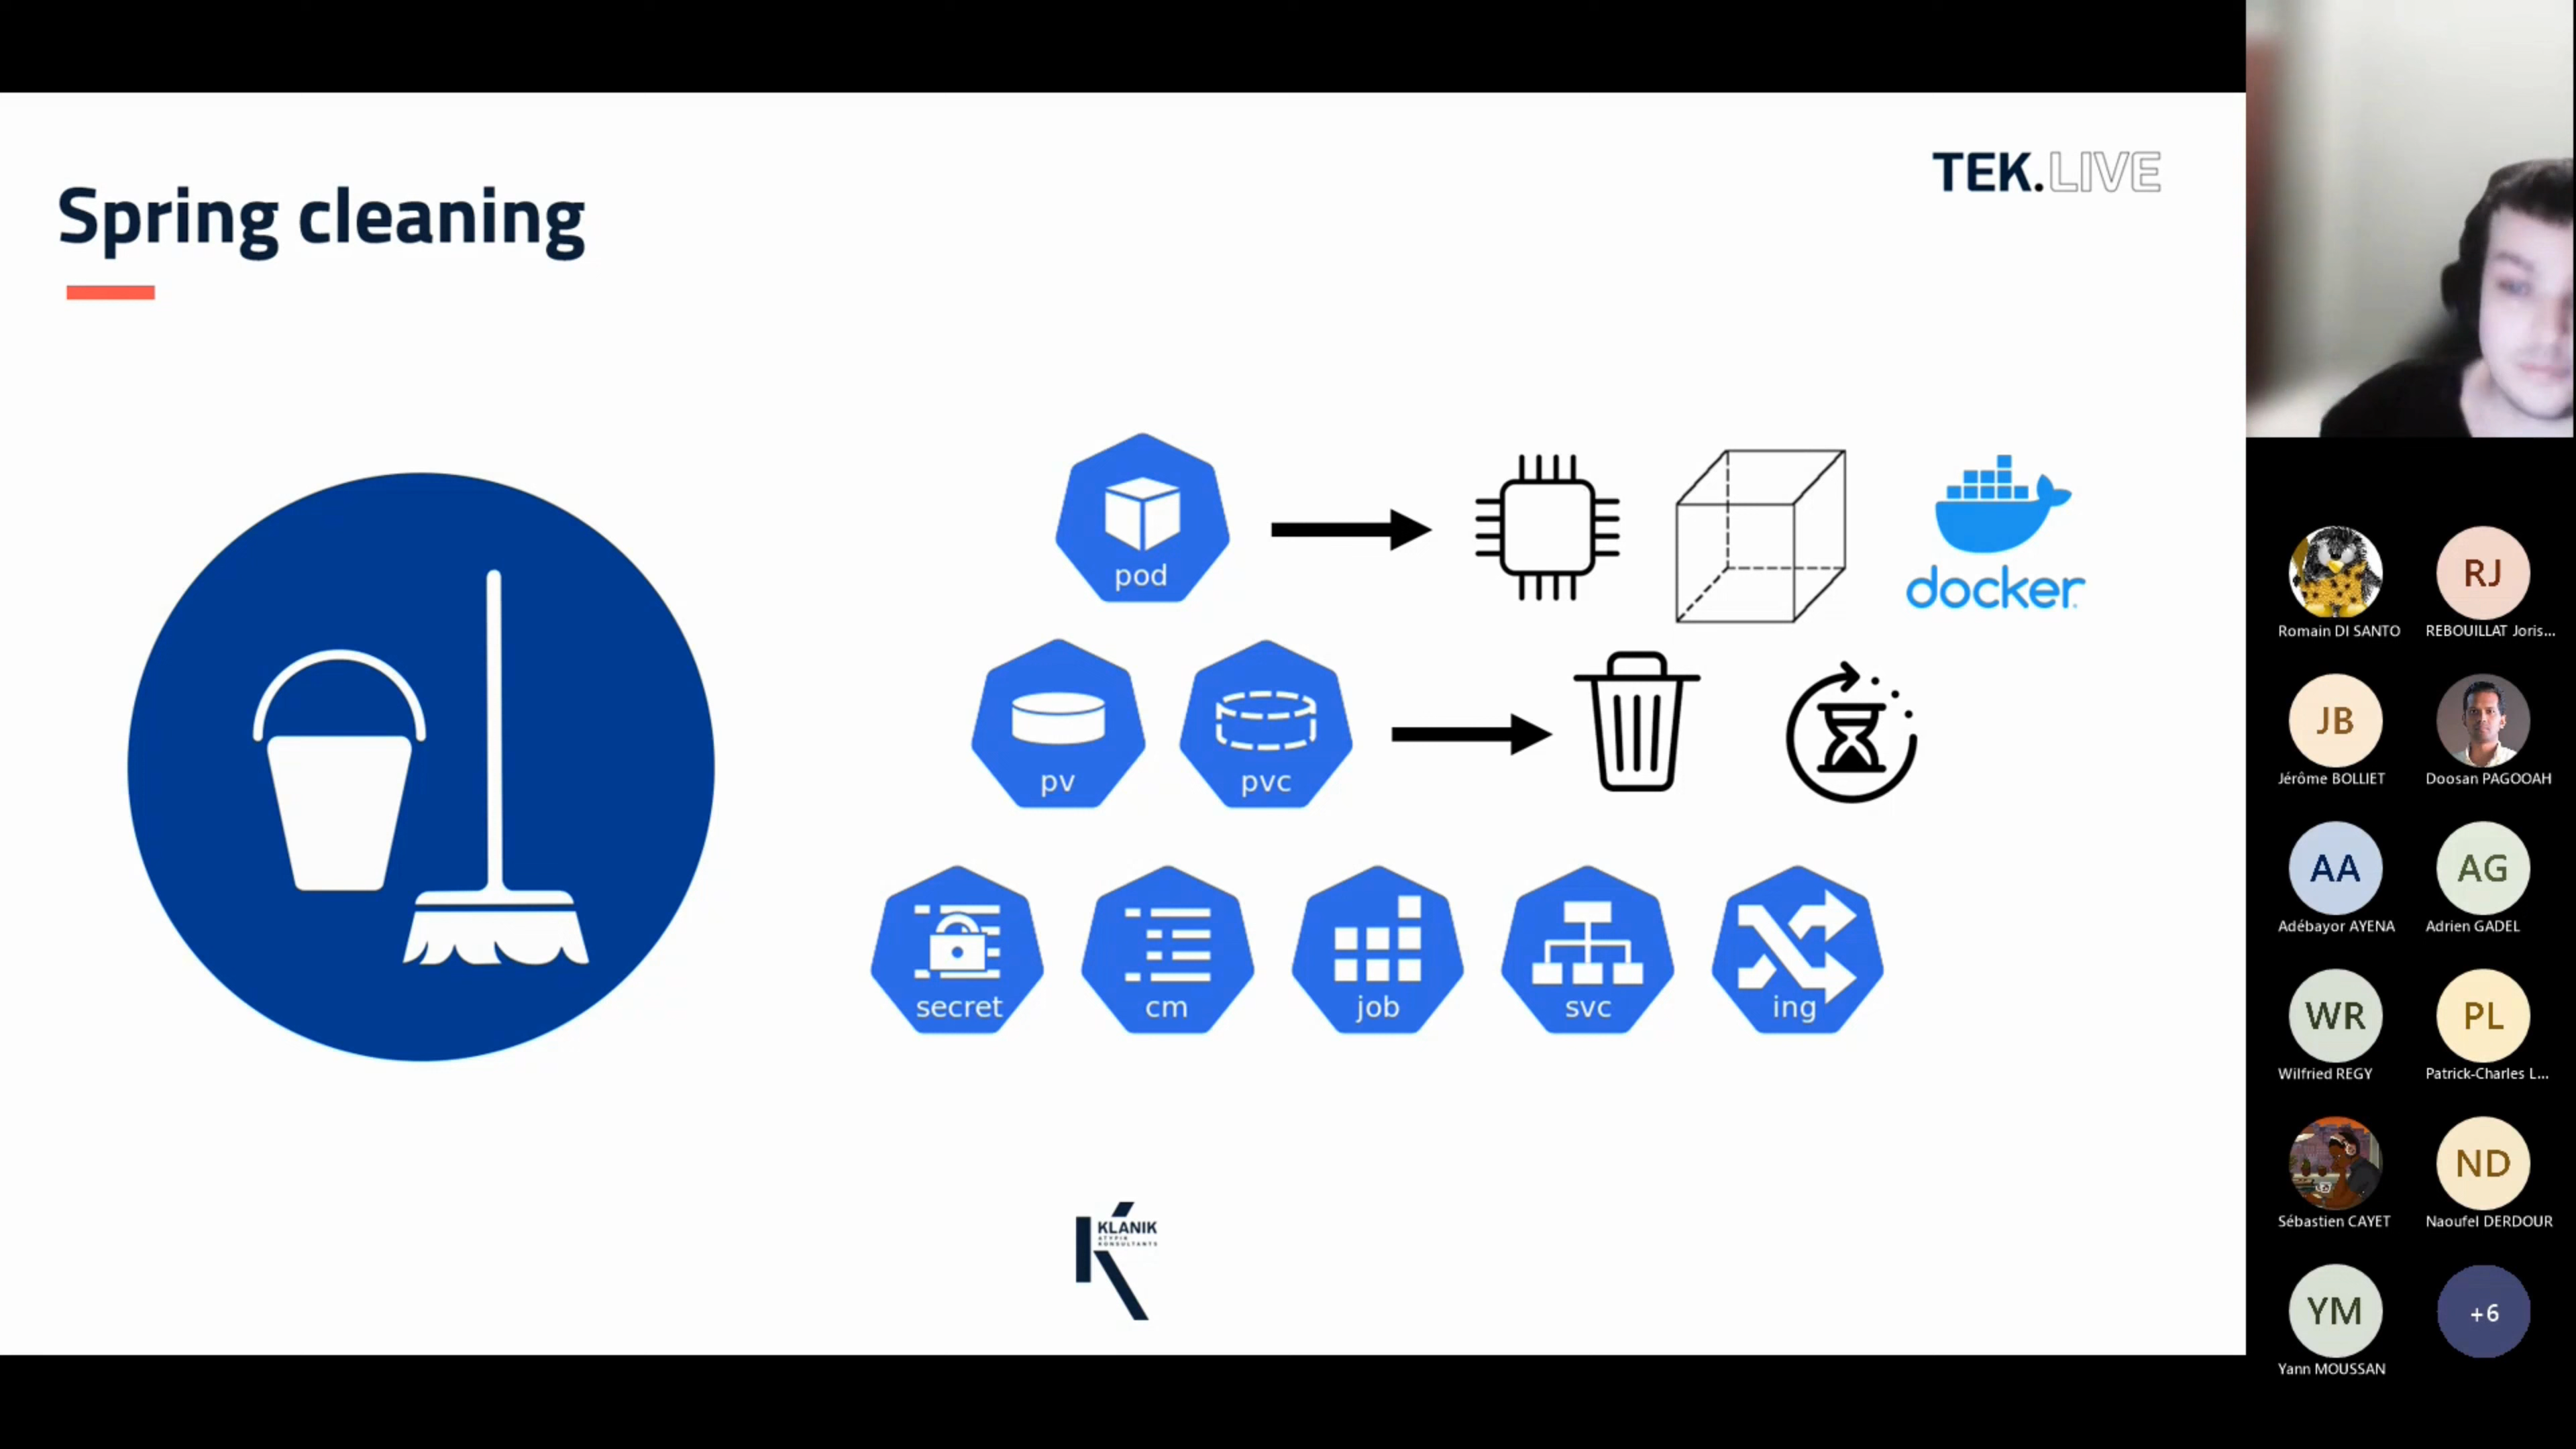 Spring cleaning
TEK.LIVE
pod
docker
pv
pvc
secret
cm
job
svc
ing
KLANIK
ATYPIK
KONSULTANTS
RJ
Romain DI SANTO
REBOUILLAT Joris...
JB
Jérôme BOLLIET
Doosan PAGOOAH
AA
AG
Adébayor AYENA
Adrien GADEL
WR
PL
Wilfried REGY
Patrick-Charles L...
ND
Sébastien CAYET
Naoufel DERDOUR
YM
+6
Yann MOUSSAN